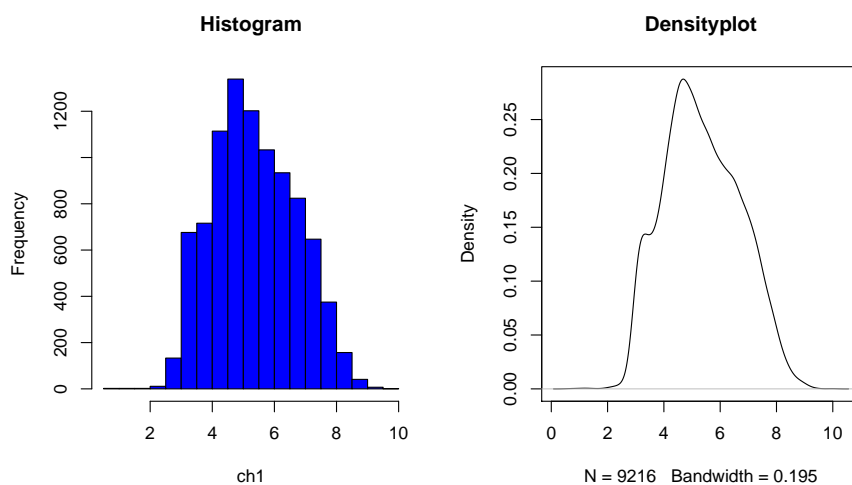 Histogram
Frequency
0
200
400
600
800
1200
2 4 6 8 10
ch1
Densityplot
Density
0.00
0.05
0.10
0.15
0.20
0.25
0 2 4 6 8 10
N = 9216 Bandwidth = 0.195